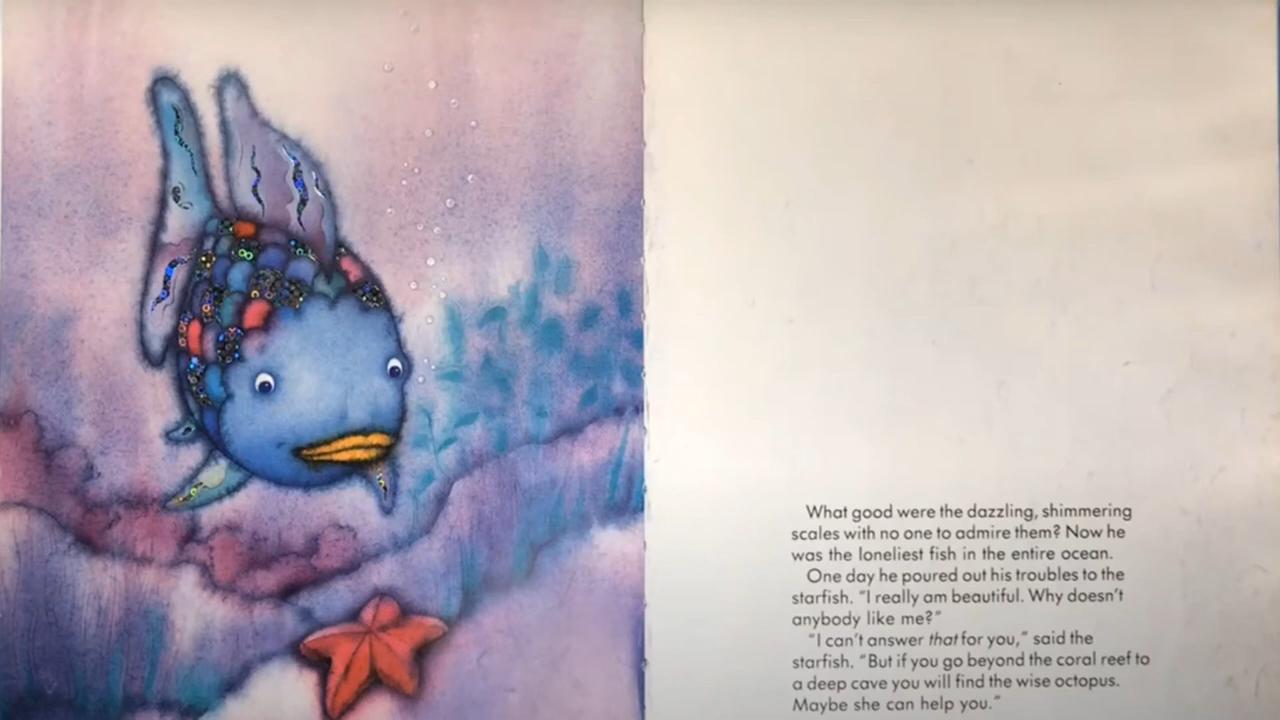 What good were the dazzling, shimmering
scales with no one to admire them? Now he
was the loneliest fish in the entire ocean.
One day he poured out his troubles to the
starfish. “I really am beautiful. Why doesn’t
anybody like me?”
“I can’t answer that for you,” said the
starfish. “But if you go beyond the coral reef to
a deep cave you will find the wise octopus.
Maybe she can help you.”